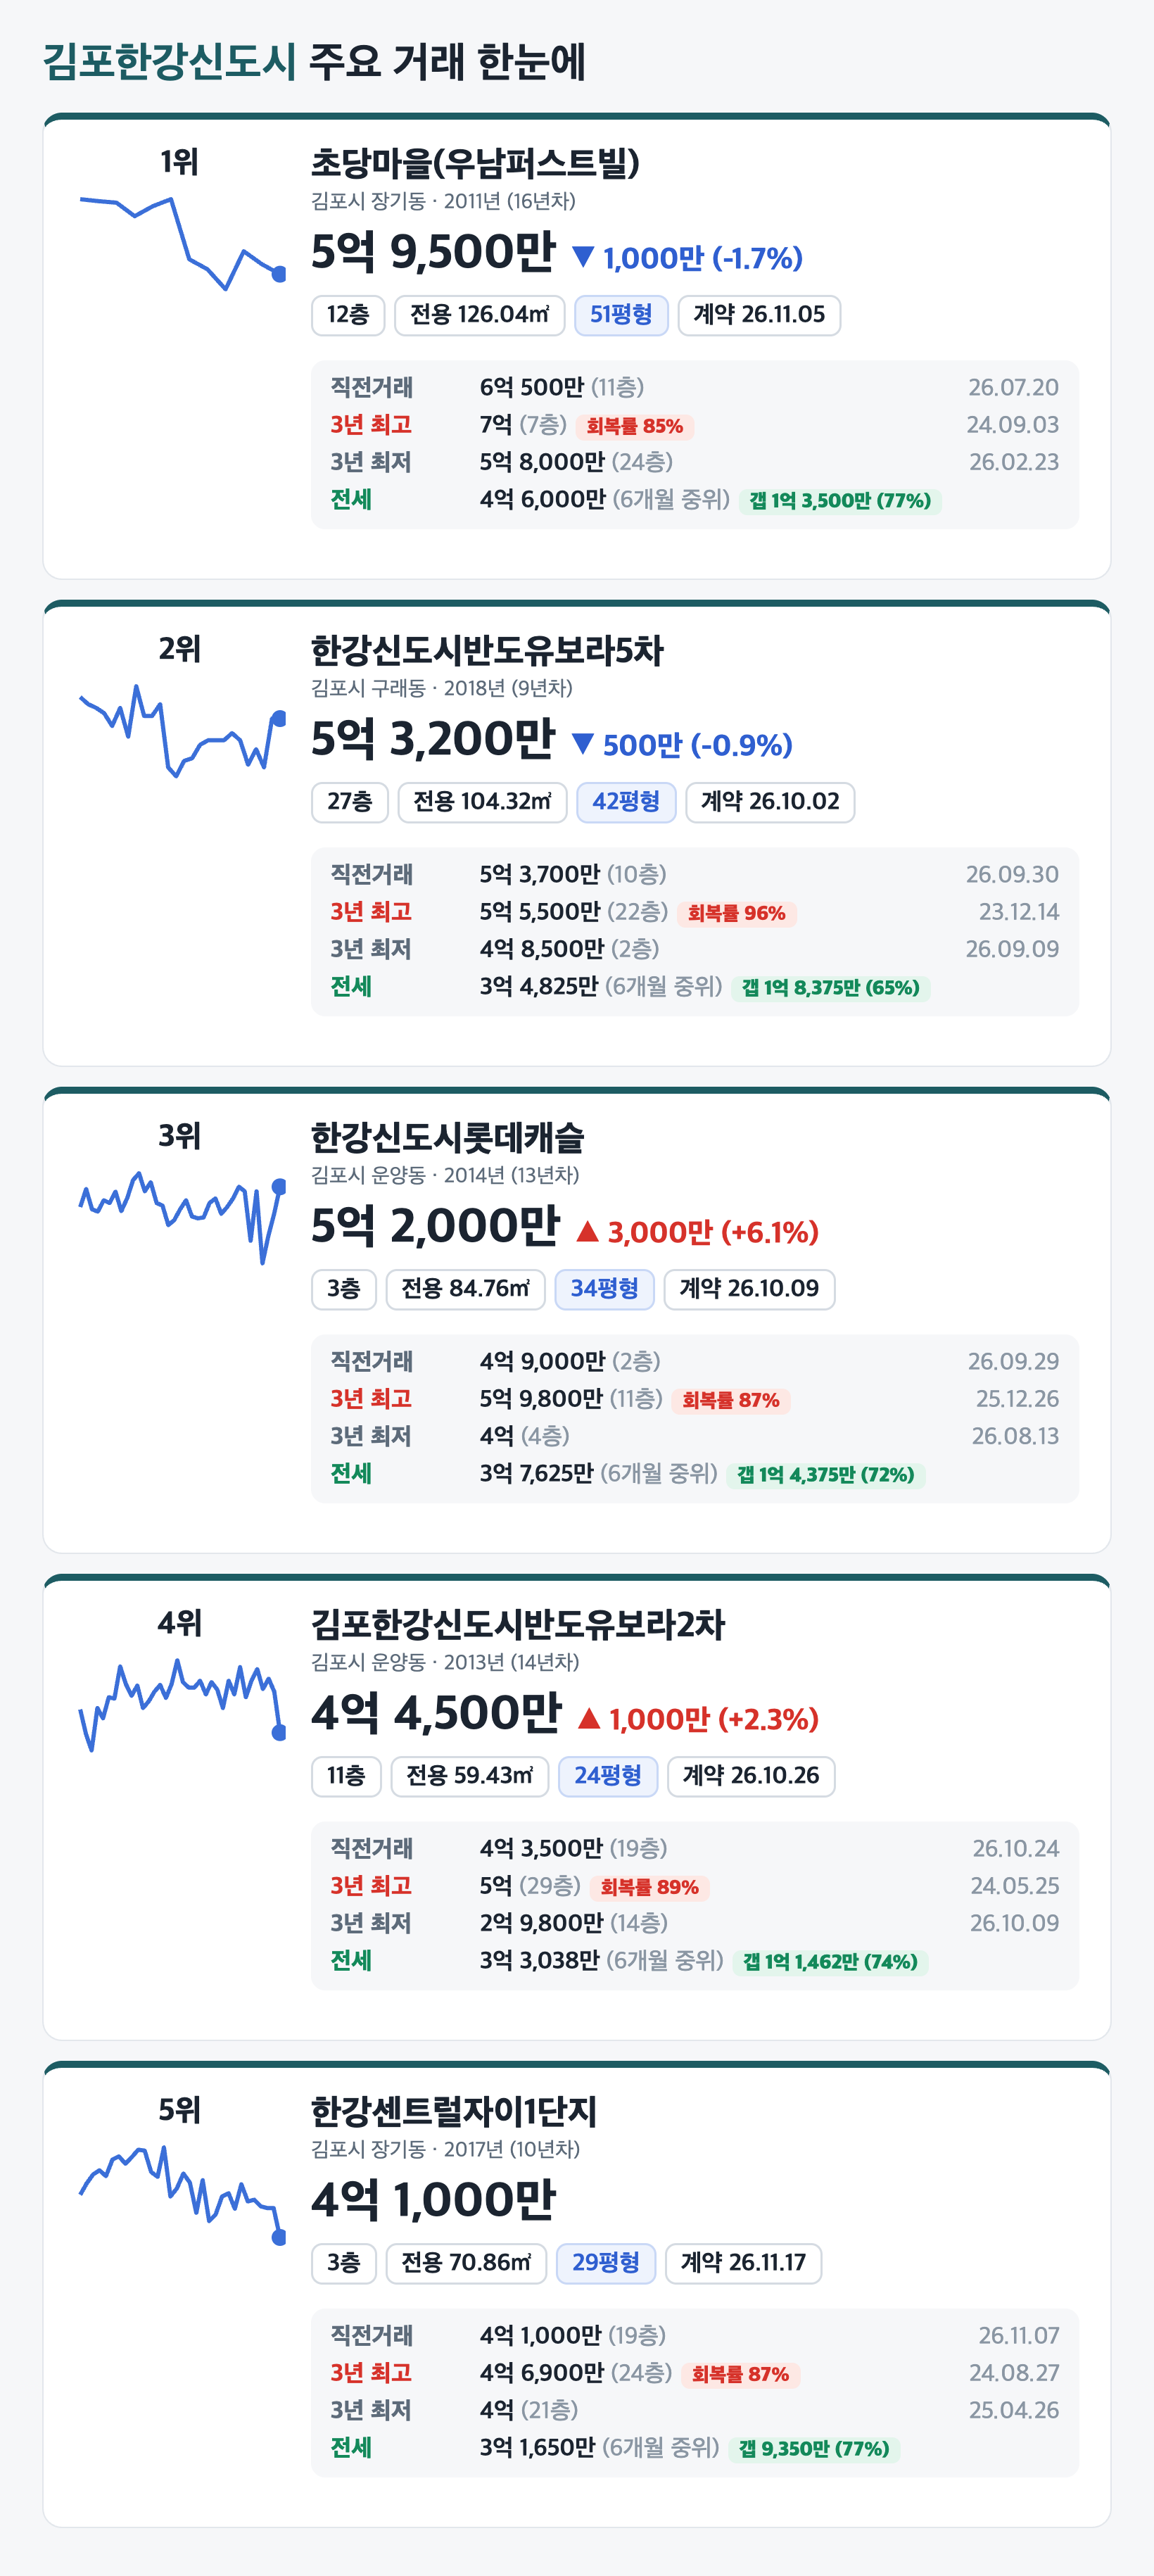 김포한강신도시 주요 거래 한눈에
1위
초당마을(우남퍼스트빌)
김포시 장기동 · 2011년 (16년차)
5억 9,500만 ▼ 1,000만 (-1.7%)
12층 전용 126.04㎡ 51평형 계약 26.11.05
직전거래 6억 500만 (11층) 26.07.20
3년 최고 7억 (7층) 회복률 85% 24.09.03
3년 최저 5억 8,000만 (24층) 26.02.23
전세 4억 6,000만 (6개월 중위) 갭 1억 3,500만 (77%)
2위
한강신도시반도유보라5차
김포시 구래동 · 2018년 (9년차)
5억 3,200만 ▼ 500만 (-0.9%)
27층 전용 104.32㎡ 42평형 계약 26.10.02
직전거래 5억 3,700만 (10층) 26.09.30
3년 최고 5억 5,500만 (22층) 회복률 96% 23.12.14
3년 최저 4억 8,500만 (2층) 26.09.09
전세 3억 4,825만 (6개월 중위) 갭 1억 8,375만 (65%)
3위
한강신도시롯데캐슬
김포시 운양동 · 2014년 (13년차)
5억 2,000만 ▲ 3,000만 (+6.1%)
3층 전용 84.76㎡ 34평형 계약 26.10.09
직전거래 4억 9,000만 (2층) 26.09.29
3년 최고 5억 9,800만 (11층) 회복률 87% 25.12.26
3년 최저 4억 (4층) 26.08.13
전세 3억 7,625만 (6개월 중위) 갭 1억 4,375만 (72%)
4위
김포한강신도시반도유보라2차
김포시 운양동 · 2013년 (14년차)
4억 4,500만 ▲ 1,000만 (+2.3%)
11층 전용 59.43㎡ 24평형 계약 26.10.26
직전거래 4억 3,500만 (19층) 26.10.24
3년 최고 5억 (29층) 회복률 89% 24.05.25
3년 최저 2억 9,800만 (14층) 26.10.09
전세 3억 3,038만 (6개월 중위) 갭 1억 1,462만 (74%)
5위
한강센트럴자이1단지
김포시 장기동 · 2017년 (10년차)
4억 1,000만
3층 전용 70.86㎡ 29평형 계약 26.11.17
직전거래 4억 1,000만 (19층) 26.11.07
3년 최고 4억 6,900만 (24층) 회복률 87% 24.08.27
3년 최저 4억 (21층) 25.04.26
전세 3억 1,650만 (6개월 중위) 갭 9,350만 (77%)